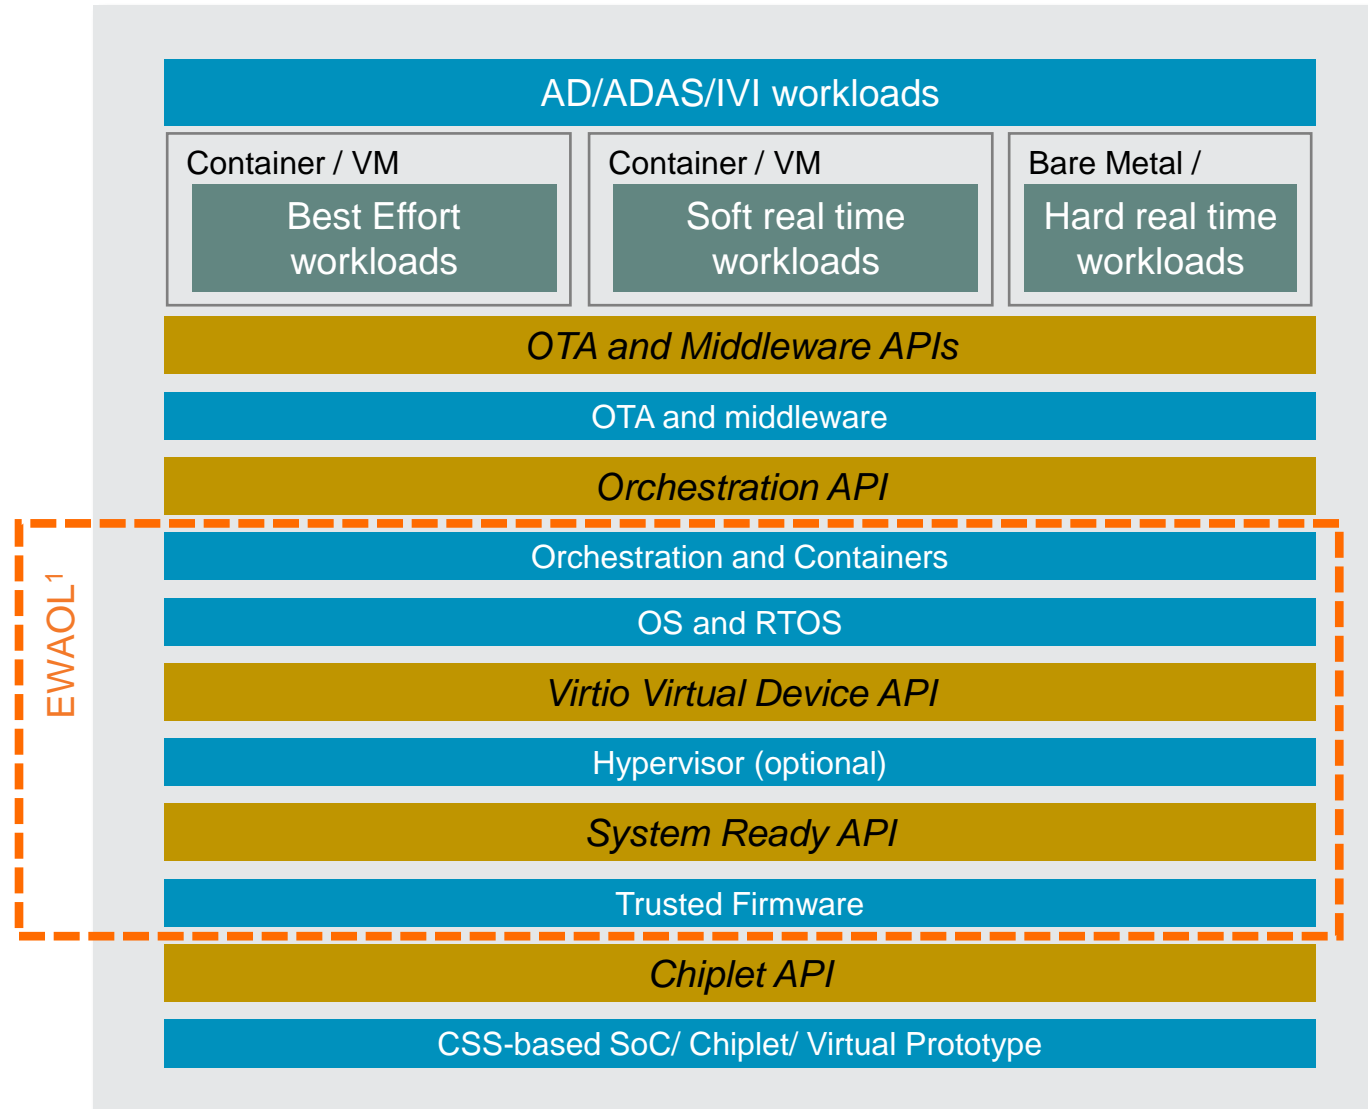 AD/ADAS/IVI workloads
Container / VM
Best Effort
workloads
Container / VM
Soft real time
workloads
Bare Metal /
Hard real time
workloads
OTA and Middleware APIs
OTA and middleware
Orchestration API
EWAOL¹
Orchestration and Containers
OS and RTOS
Virtio Virtual Device API
Hypervisor (optional)
System Ready API
Trusted Firmware
Chiplet API
CSS-based SoC/ Chiplet/ Virtual Prototype